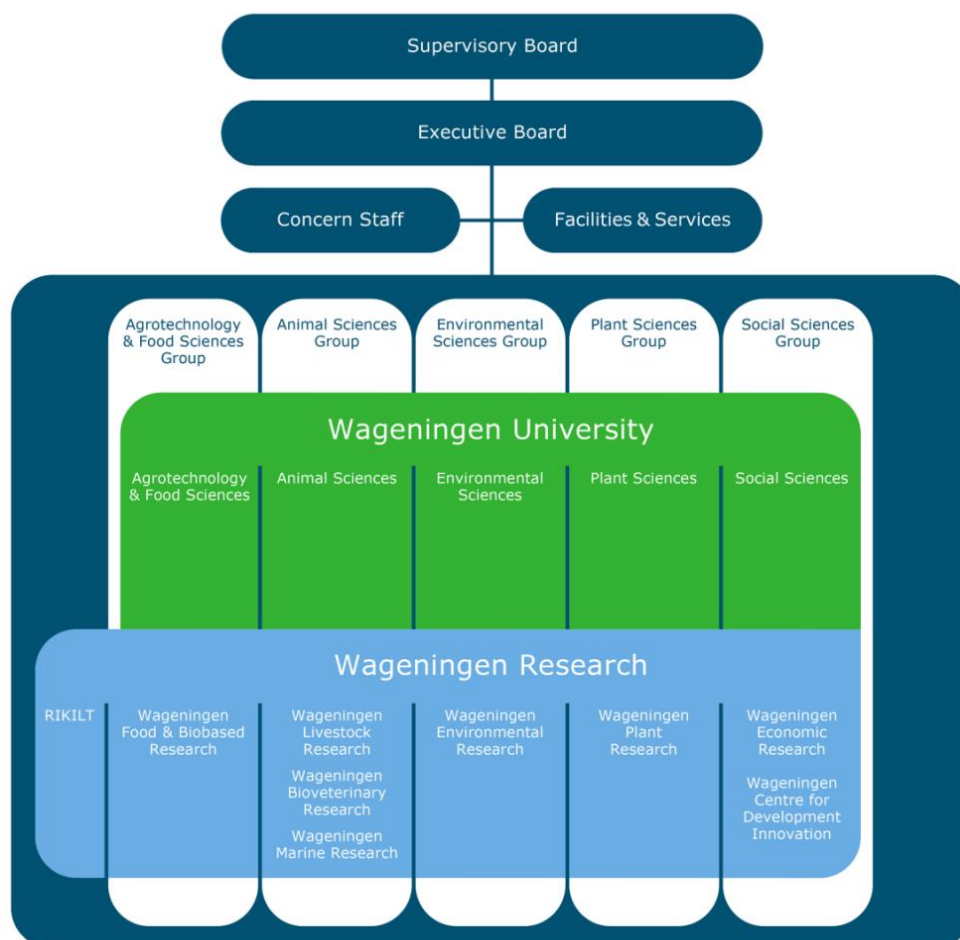 Supervisory Board
Executive Board
Concern Staff
Facilities & Services
Agrotechnology
& Food Sciences
Group
Animal Sciences
Group
Environmental
Sciences Group
Plant Sciences
Group
Social Sciences
Group
Wageningen University
Agrotechnology
& Food Sciences
Animal Sciences
Environmental
Sciences
Plant Sciences
Social Sciences
Wageningen Research
RIKILT
Wageningen
Food & Biobased
Research
Wageningen
Livestock
Research
Wageningen
Bioveterinary
Research
Wageningen
Marine Research
Wageningen
Environmental
Research
Wageningen
Plant
Research
Wageningen
Economic
Research
Wageningen
Centre for
Development
Innovation